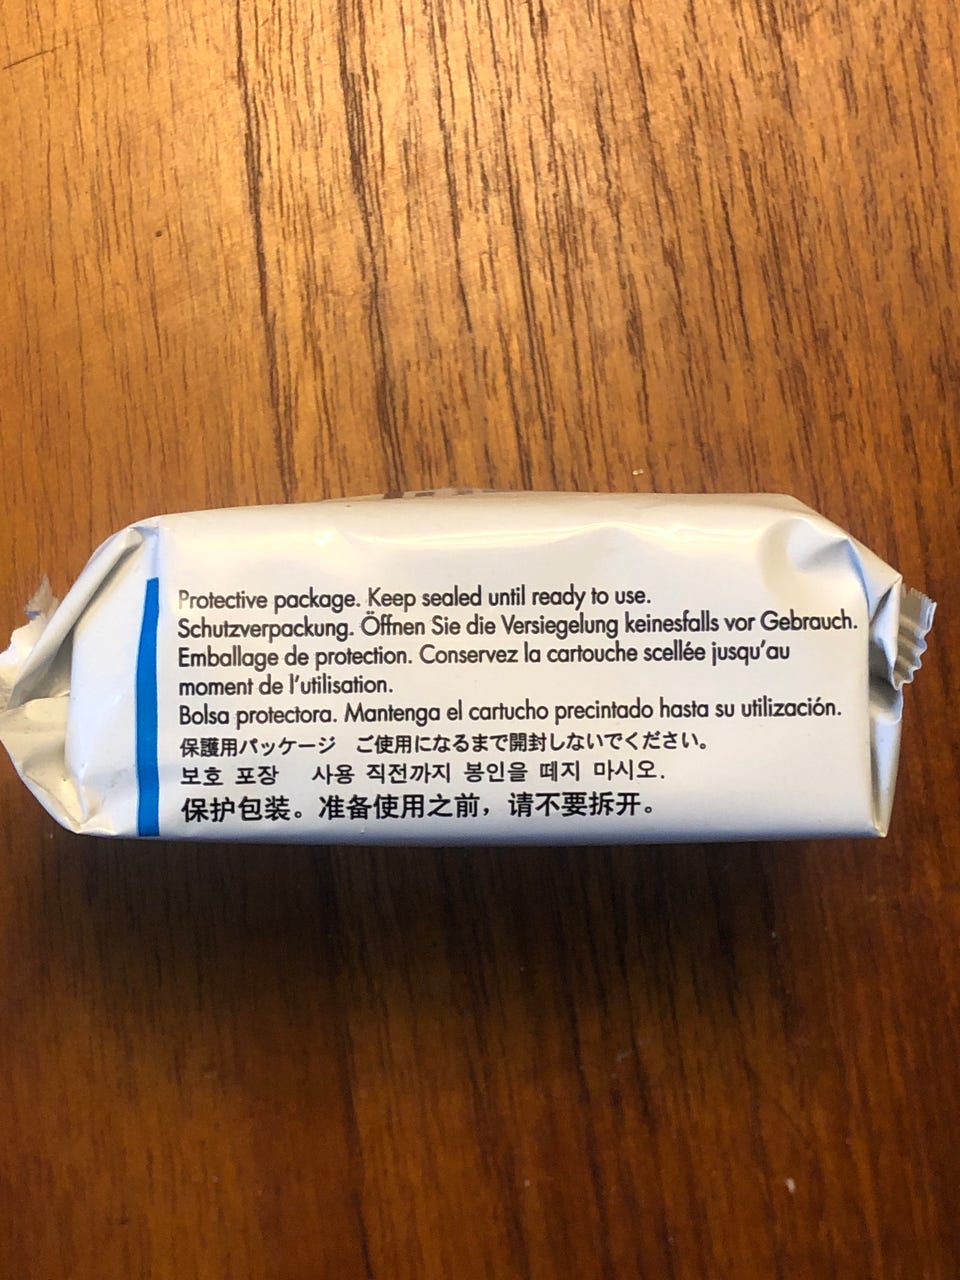 Protective package. Keep sealed until ready to use.
Schutzverpackung. Öffnen Sie die Versiegelung keinesfalls vor Gebrauch.
Emballage de protection. Conservez la cartouche scellée jusqu'au
moment de l'utilisation.
Bolsa protectora. Mantenga el cartucho precintado hasta su utilización.
保護用パッケージ　ご使用になるまで開封しないでください。
보호 포장 사용 직전까지 봉인을 떼지 마시오.
保护包装。准备使用之前，请不要拆开。